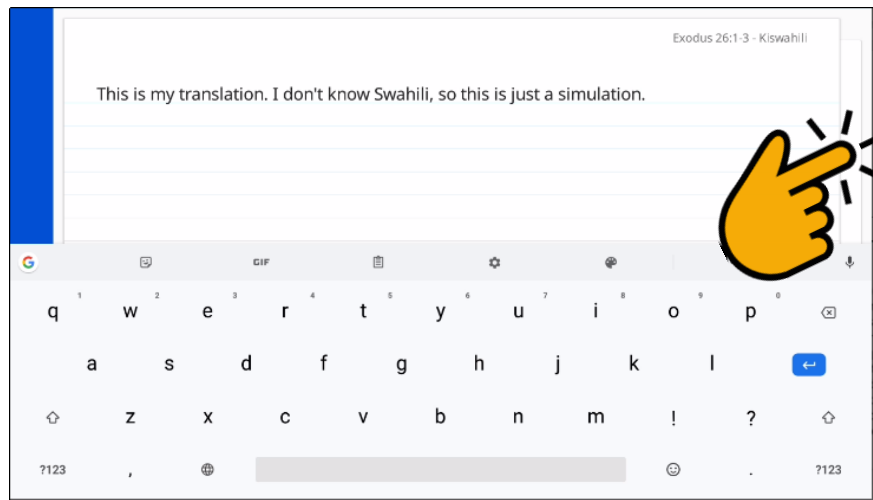 Exodus 26:1-3 - Kiswahili
This is my translation. I don't know Swahili, so this is just a simulation.
G GIF
1 2 3 4 5 6 7 8 9 0
q w e r t y u i o p
a s d f g h j k l
z x c v b n m ! ?
?123 , . ?123